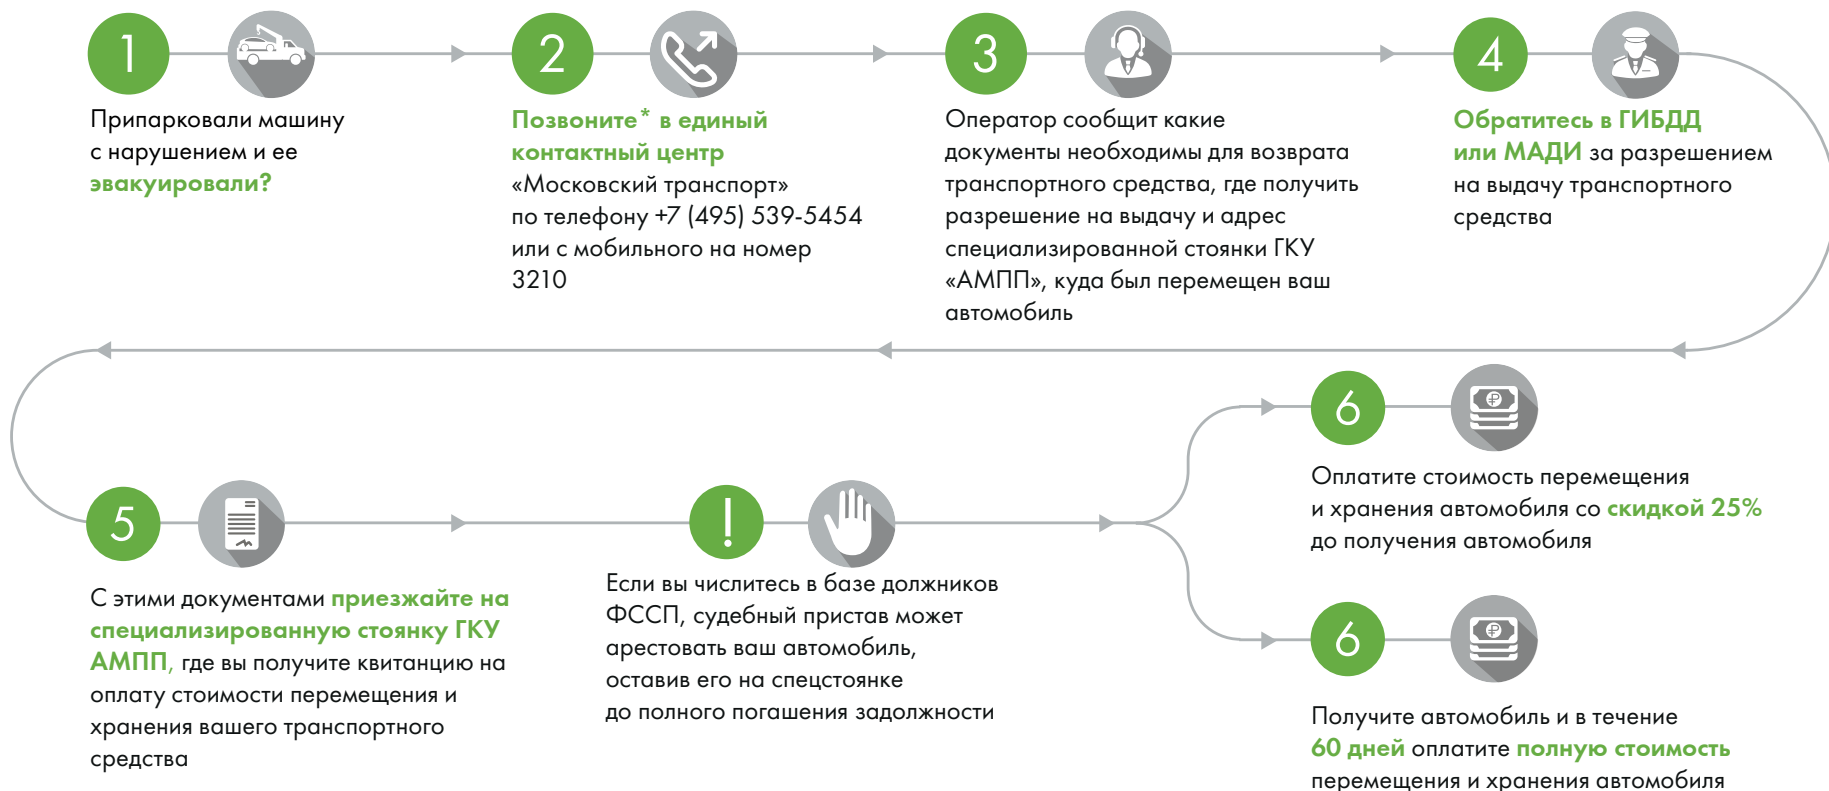 1
Припарковали машину
с нарушением и ее
эвакуировали?
2
Позвоните* в единый
контактный центр
«Московский транспорт»
по телефону +7 (495) 539-5454
или с мобильного на номер
3210
3
Оператор сообщит какие
документы необходимы для возврата
транспортного средства, где получить
разрешение на выдачу и адрес
специализированной стоянки ГКУ
«АМПП», куда был перемещен ваш
автомобиль
4
Обратитесь в ГИБДД
или МАДИ за разрешением
на выдачу транспортного
средства
5
С этими документами приезжайте на
специализированную стоянку ГКУ
АМПП, где вы получите квитанцию на
оплату стоимости перемещения и
хранения вашего транспортного
средства
!
Если вы числитесь в базе должников
ФССП, судебный пристав может
арестовать ваш автомобиль,
оставив его на спецстоянке
до полного погашения задолжности
6
₽
Оплатите стоимость перемещения
и хранения автомобиля со скидкой 25%
до получения автомобиля
6
₽
Получите автомобиль и в течение
60 дней оплатите полную стоимость
перемещения и хранения автомобиля